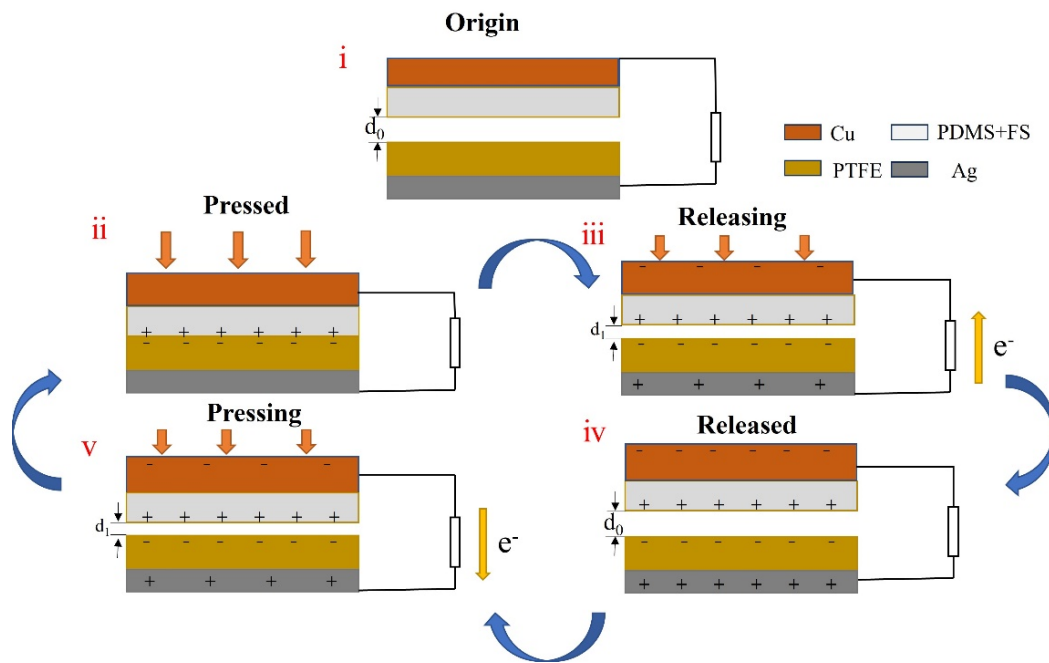 Origin
i
d₀
Cu
PDMS+FS
PTFE
Ag
Pressed
ii
+ + + + + +
- - - - - -
Releasing
iii
- - - -
+ + + + + +
d₁
- - - - - -
+ + + +
e⁻
Pressing
v
- - - -
+ + + + + +
d₁
- - - - - -
+ + + +
e⁻
Released
iv
- - - - - -
+ + + + + +
d₀
- - - - - -
+ + + + + +